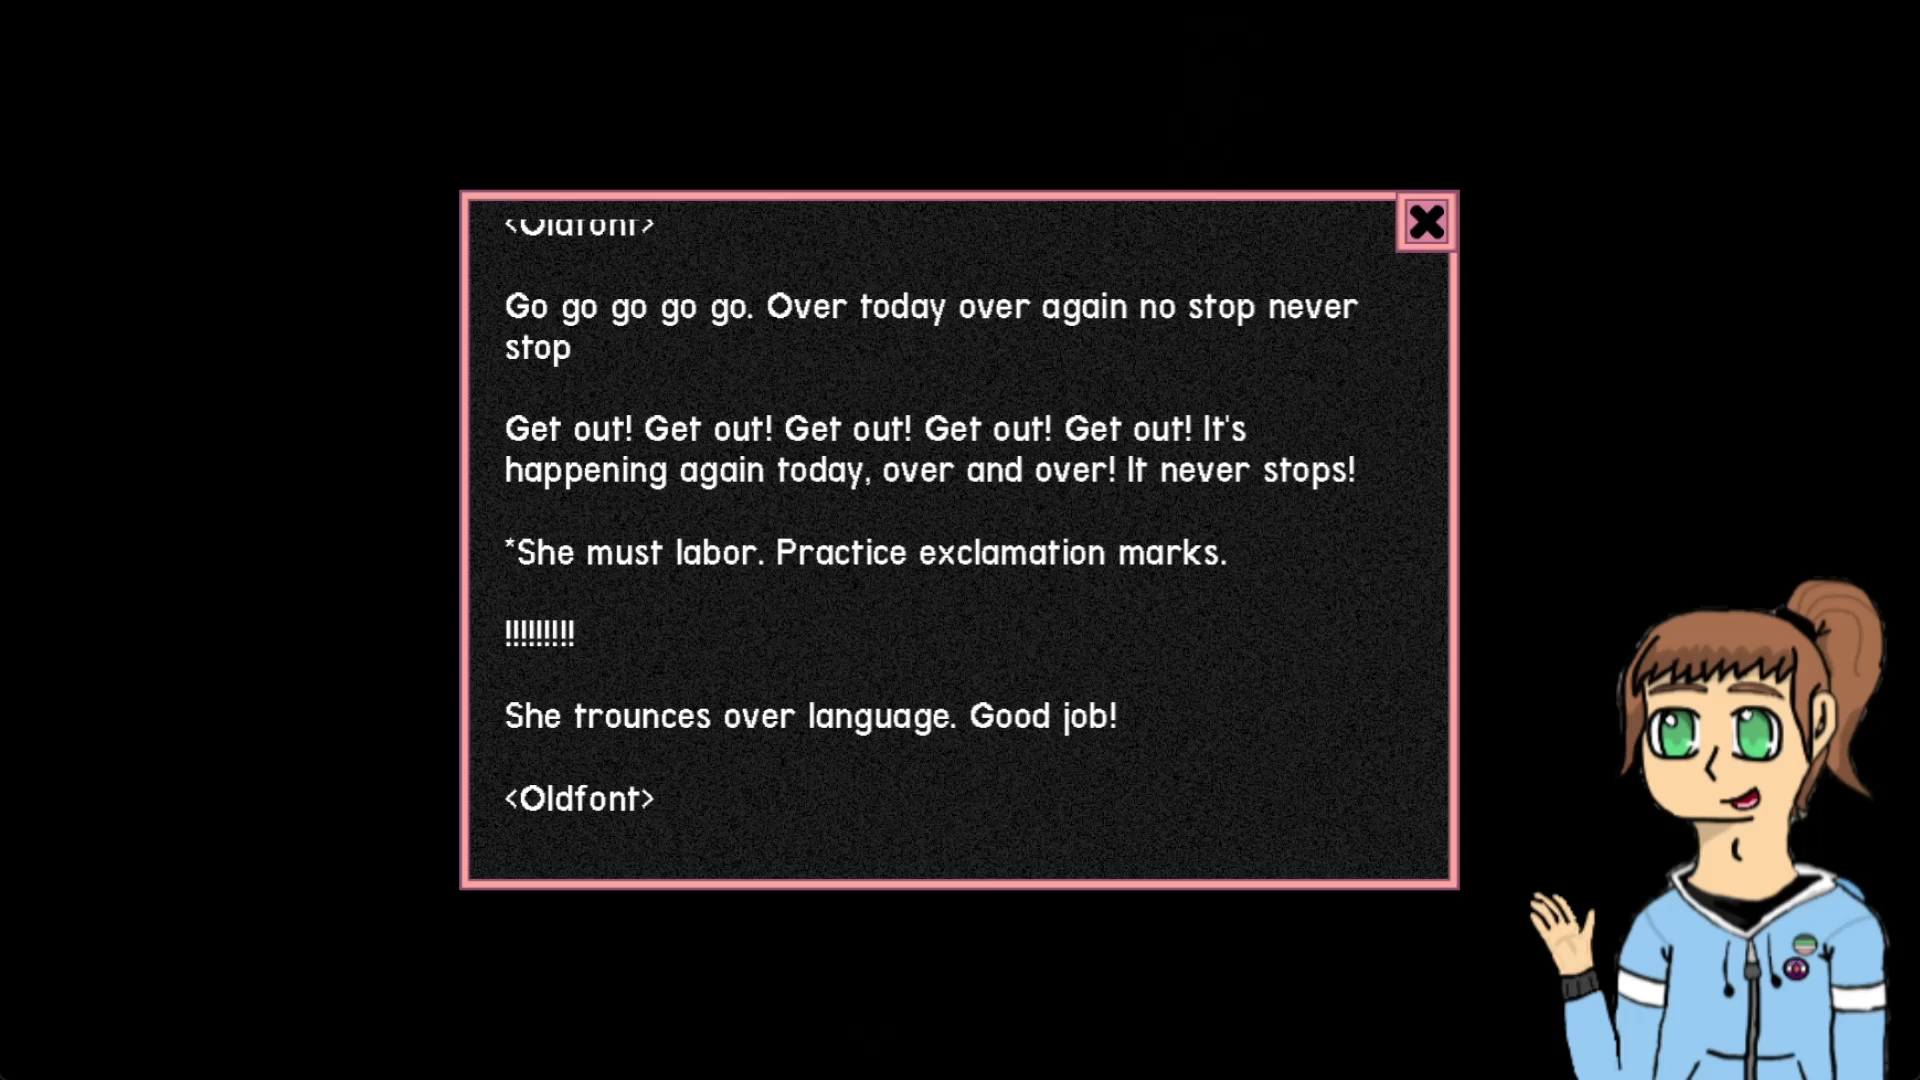 <Oldfont>
Go go go go go. Over today over again no stop never
stop
Get out! Get out! Get out! Get out! Get out! It's
happening again today, over and over! It never stops!
*She must labor. Practice exclamation marks.
!!!!!!!!!
She trounces over language. Good job!
<Oldfont>